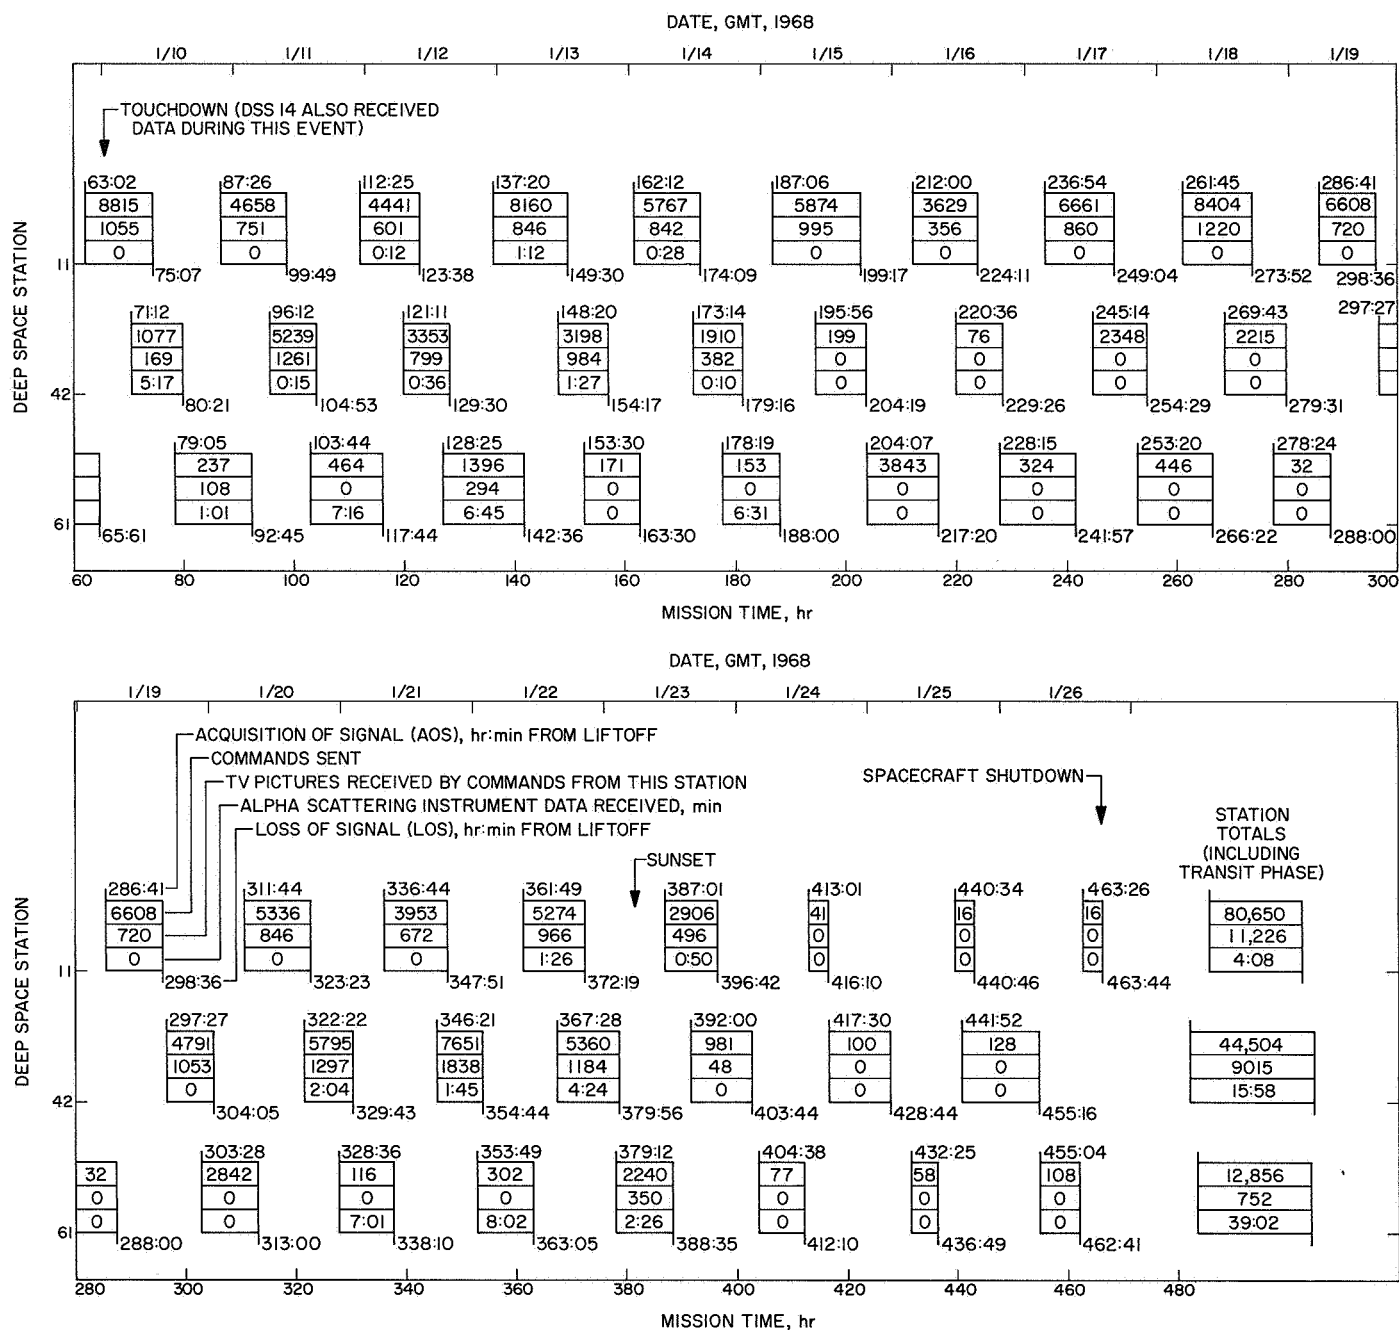 DATE, GMT, 1968
1/10 1/11 1/12 1/13 1/14 1/15 1/16 1/17 1/18 1/19
TOUCHDOWN (DSS 14 ALSO RECEIVED
DATA DURING THIS EVENT)
63:02 87:26 112:25 137:20 162:12 187:06 212:00 236:54 261:45 286:41
8815 4658 4441 8160 5767 5874 3629 6661 8404 6608
1055 751 601 846 842 995 356 860 1220 720
0 0 0:12 1:12 0:28 0 0 0 0 0
11 75:07 99:49 123:38 149:30 174:09 199:17 224:11 249:04 273:52 298:36
71:12 96:12 121:11 148:20 173:14 195:56 220:36 245:14 269:43 297:27
1077 5239 3353 3198 1910 199 76 2348 2215
169 1261 799 984 382 0 0 0 0
5:17 0:15 0:36 1:27 0:10 0 0 0 0
42 80:21 104:53 129:30 154:17 179:16 204:19 229:26 254:29 279:31
79:05 103:44 128:25 153:30 178:19 204:07 228:15 253:20 278:24
237 464 1396 171 153 3843 324 446 32
108 0 294 0 0 0 0 0 0
1:01 7:16 6:45 0 6:31 0 0 0 0
61 65:61 92:45 117:44 142:36 163:30 188:00 217:20 241:57 266:22 288:00
60 80 100 120 140 160 180 200 220 240 260 280 300
MISSION TIME, hr
DEEP SPACE STATION
DATE, GMT, 1968
1/19 1/20 1/21 1/22 1/23 1/24 1/25 1/26
ACQUISITION OF SIGNAL (AOS), hr:min FROM LIFTOFF
COMMANDS SENT
TV PICTURES RECEIVED BY COMMANDS FROM THIS STATION
ALPHA SCATTERING INSTRUMENT DATA RECEIVED, min
LOSS OF SIGNAL (LOS), hr:min FROM LIFTOFF
SPACECRAFT SHUTDOWN
SUNSET
STATION
TOTALS
(INCLUDING
TRANSIT PHASE)
286:41 311:44 336:44 361:49 387:01 413:01 440:34 463:26
6608 5336 3953 5274 2906 41 16 16 80,650
720 846 672 966 496 0 0 0 11,226
0 0 0 1:26 0:50 0 0 0 4:08
11 298:36 323:23 347:51 372:19 396:42 416:10 440:46 463:44
297:27 322:22 346:21 367:28 392:00 417:30 441:52
4791 5795 7651 5360 981 100 128 44,504
1053 1297 1838 1184 48 0 0 9015
0 2:04 1:45 4:24 0 0 0 15:58
42 304:05 329:43 354:44 379:56 403:44 428:44 455:16
303:28 328:36 353:49 379:12 404:38 432:25 455:04
32 2842 116 302 2240 77 58 108 12,856
0 0 0 0 350 0 0 0 752
0 0 7:01 8:02 2:26 0 0 0 39:02
61 288:00 313:00 338:10 363:05 388:35 412:10 436:49 462:41
280 300 320 340 360 380 400 420 440 460 480
MISSION TIME, hr
DEEP SPACE STATION